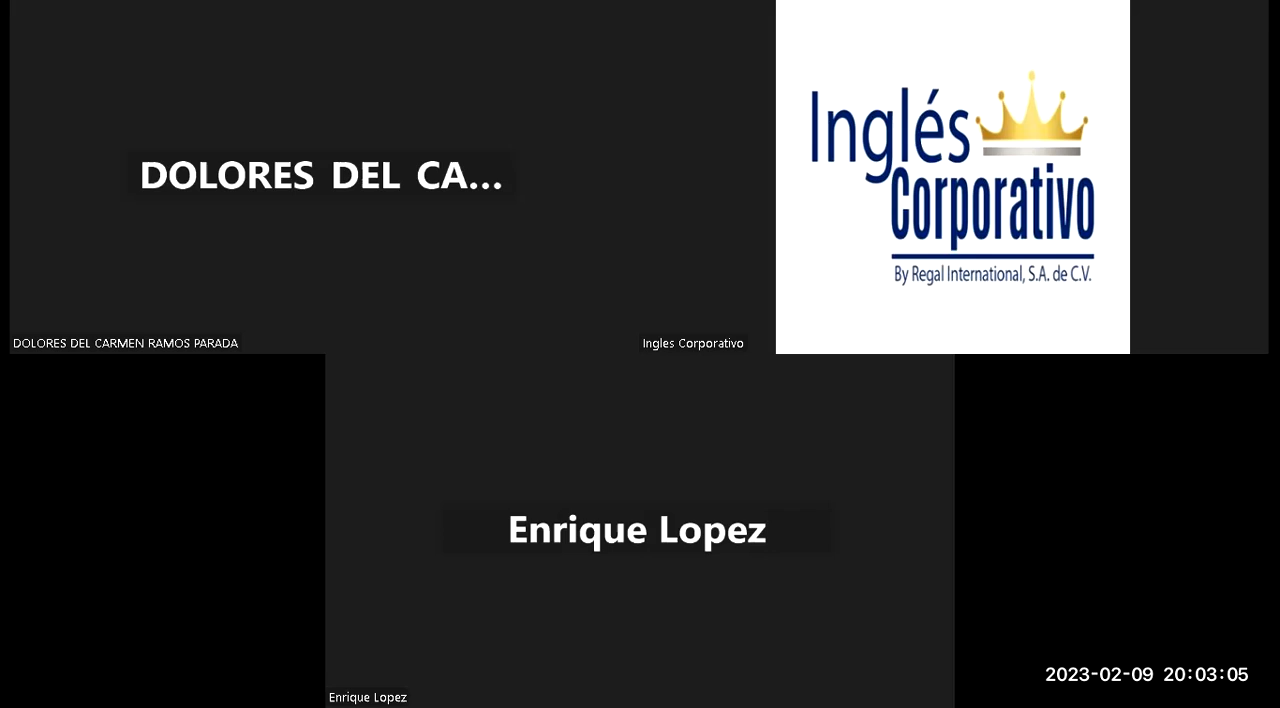 DOLORES DEL CA...
Inglés
Corporativo
By Regal International, S.A. de C.V.
DOLORES DEL CARMEN RAMOS PARADA
Ingles Corporativo
Enrique Lopez
Enrique Lopez
2023-02-09 20:03:05